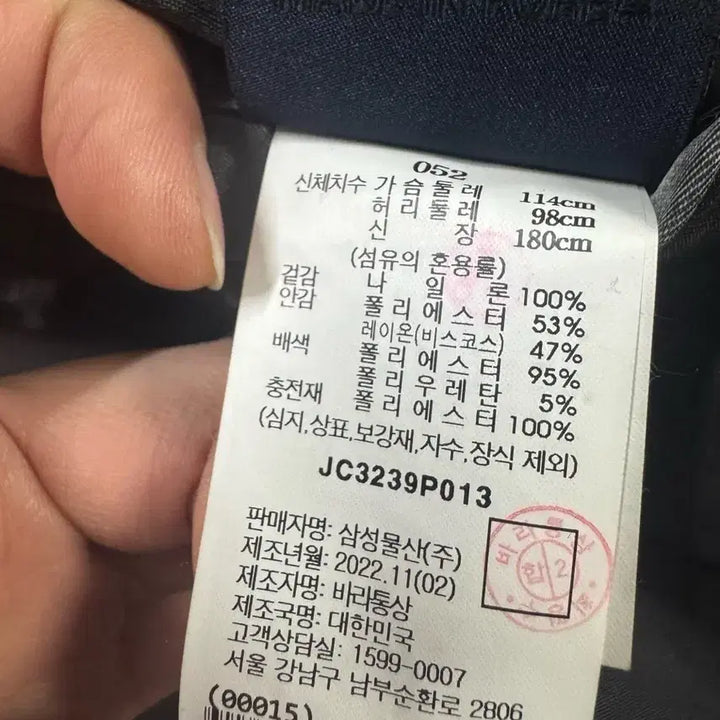 052
신체치수 가슴둘레 114cm
허리둘레 98cm
신장 180cm
(섬유의 혼용률)
겉감 나일론 100%
안감 폴리에스터 53%
레이온(비스코스) 47%
배색 폴리에스터 95%
폴리우레탄 5%
충전재 폴리에스터 100%
(심지,상표,보강재,자수,장식 제외)
JC3239P013
판매자명: 삼성물산(주)
제조년월: 2022.11(02)
제조자명: 바라통상
제조국명: 대한민국
고객상담실: 1599-0007
서울 강남구 남부순환로 2806
(00015)
바라통상
합 2